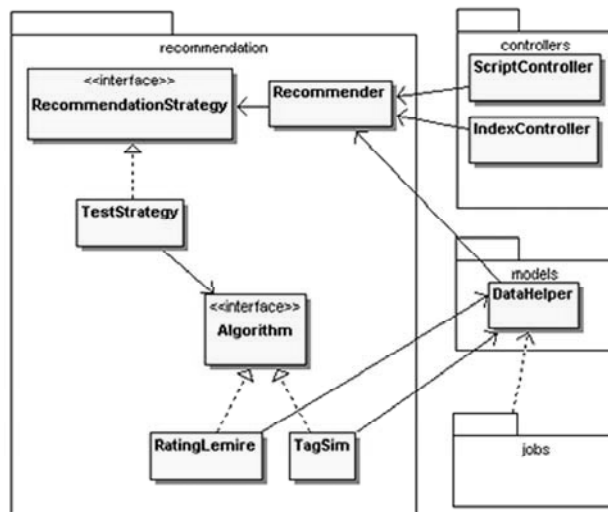 recommendation
<<interface>>
RecommendationStrategy
Recommender
TestStrategy
<<interface>>
Algorithm
RatingLemire
TagSim
controllers
ScriptController
IndexController
models
DataHelper
jobs